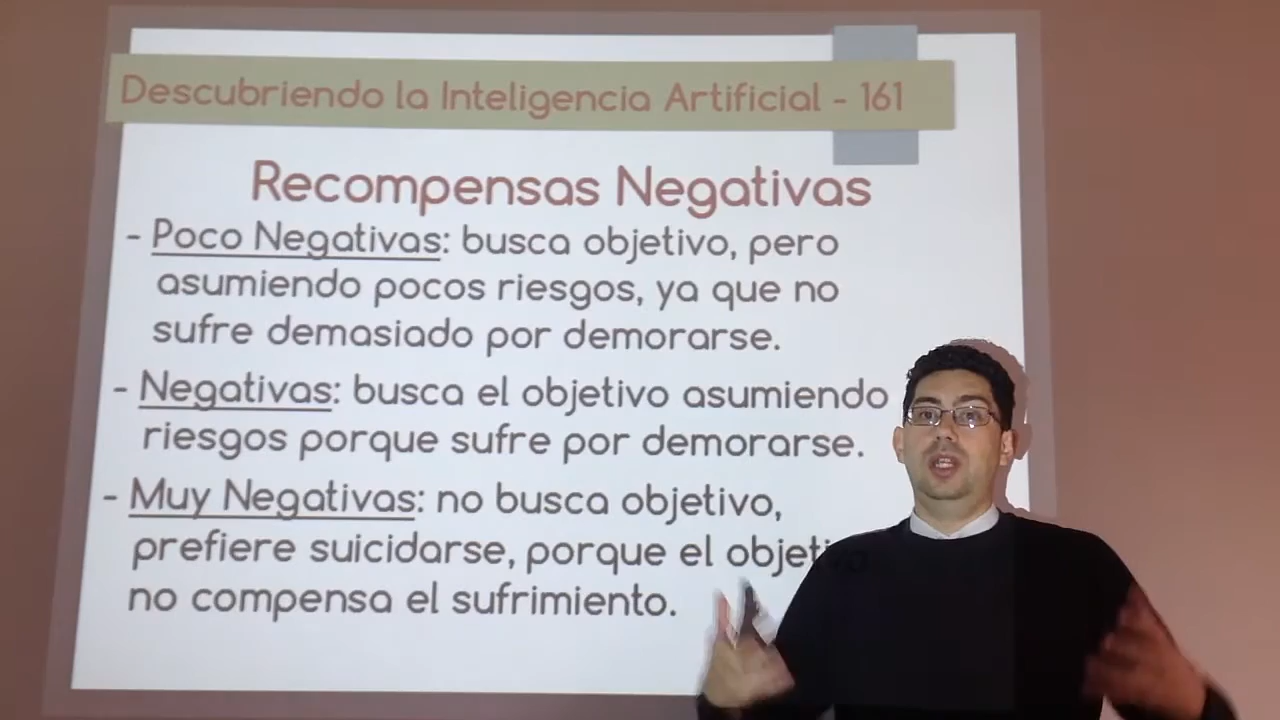 Descubriendo la Inteligencia Artificial - 161
Recompensas Negativas
- Poco Negativas: busca objetivo, pero
asumiendo pocos riesgos, ya que no
sufre demasiado por demorarse.
- Negativas: busca el objetivo asumiendo
riesgos porque sufre por demorarse.
- Muy Negativas: no busca objetivo,
prefiere suicidarse, porque el objetivo
no compensa el sufrimiento.